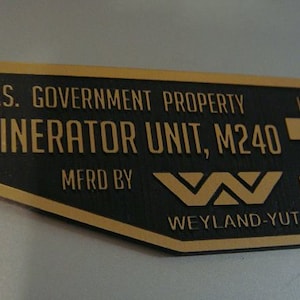 .S. GOVERNMENT PROPERTY
INERATOR UNIT, M240
MFRD BY
WEYLAND-YUT